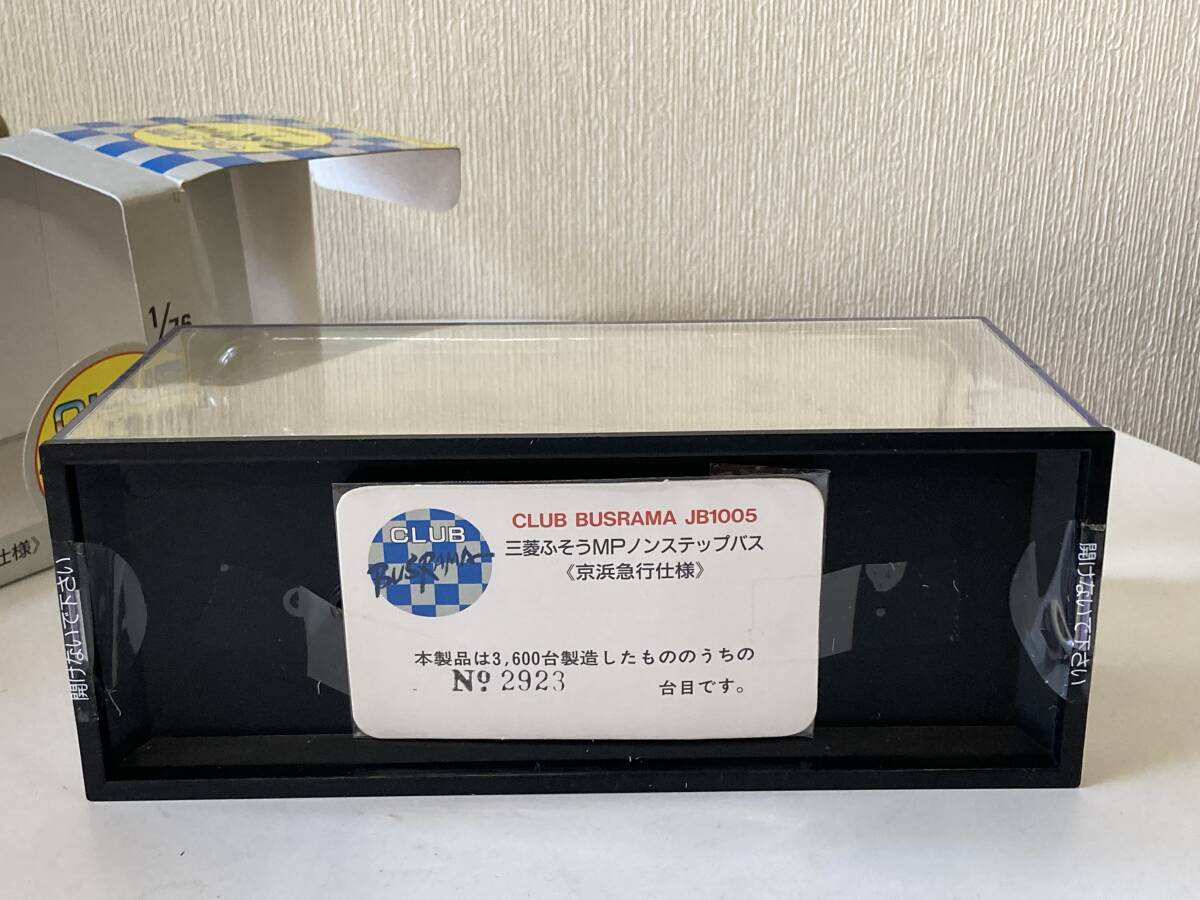 1/76
仕様》
CLUB
BUSRAMA
CLUB BUSRAMA JB1005
三菱ふそうMPノンステップバス
《京浜急行仕様》
本製品は3,600台製造したもののうちの
№ 2923 台目です。
開けないで下さい
開けないで下さい